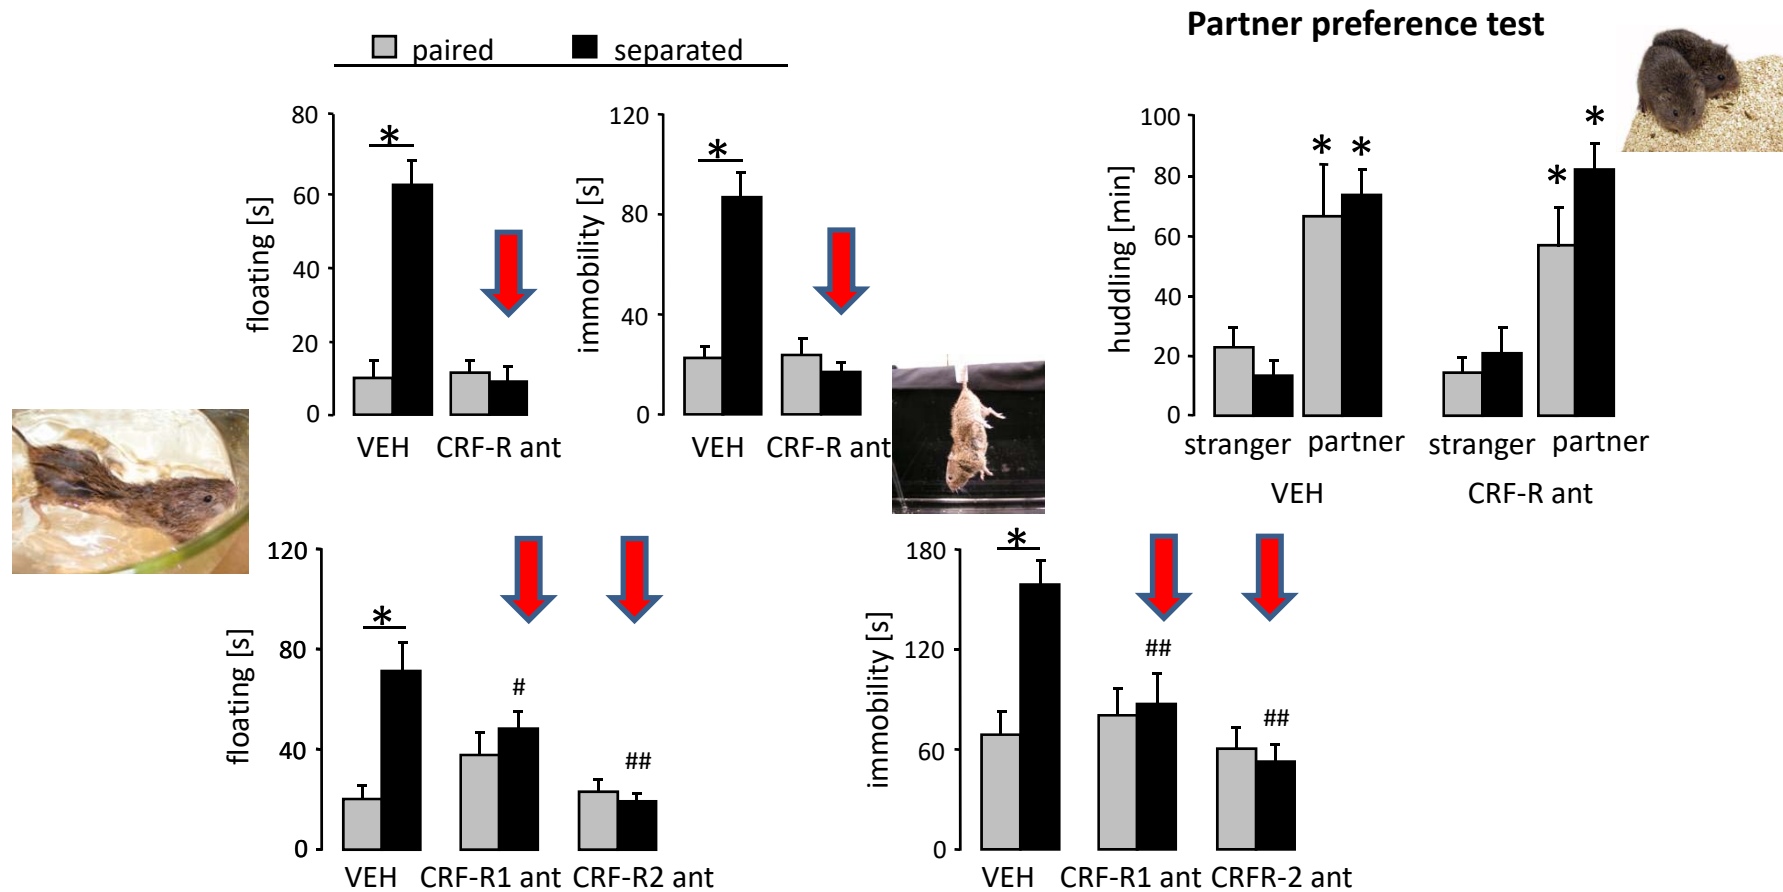 Partner preference test
paired separated
80
60
40
20
0
floating [s]
*
VEH CRF-R ant
120
80
40
0
immobility [s]
*
VEH CRF-R ant
100
80
60
40
20
0
huddling [min]
* *
* *
stranger partner stranger partner
VEH CRF-R ant
120
80
40
0
floating [s]
*
#
##
VEH CRF-R1 ant CRF-R2 ant
180
120
60
0
immobility [s]
*
##
##
VEH CRF-R1 ant CRFR-2 ant